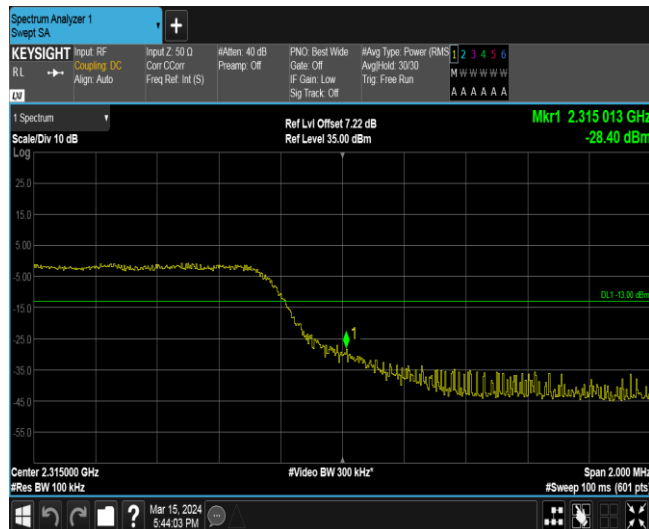 Spectrum Analyzer 1
Swept SA
+
KEYSIGHT
RL
LXI
Input: RF
Coupling: DC
Align: Auto
Input Z: 50 Ω
Corr CCorr
Freq Ref: Int (S)
#Atten: 40 dB
Preamp: Off
PNO: Best Wide
Gate: Off
IF Gain: Low
Sig Track: Off
#Avg Type: Power (RMS
Avg|Hold: 30/30
Trig: Free Run
1 2 3 4 5 6
M W W W W W
A A A A A A
1 Spectrum
Scale/Div 10 dB
Log
Ref Lvl Offset 7.22 dB
Ref Level 35.00 dBm
Mkr1 2.315 013 GHz
-28.40 dBm
25.0
15.0
5.00
-5.00
-15.0
-25.0
-35.0
-45.0
-55.0
DL1 -13.00 dBm
1
Center 2.315000 GHz
#Res BW 100 kHz
#Video BW 300 kHz*
Span 2.000 MHz
#Sweep 100 ms (601 pts)
?
Mar 15, 2024
5:44:03 PM